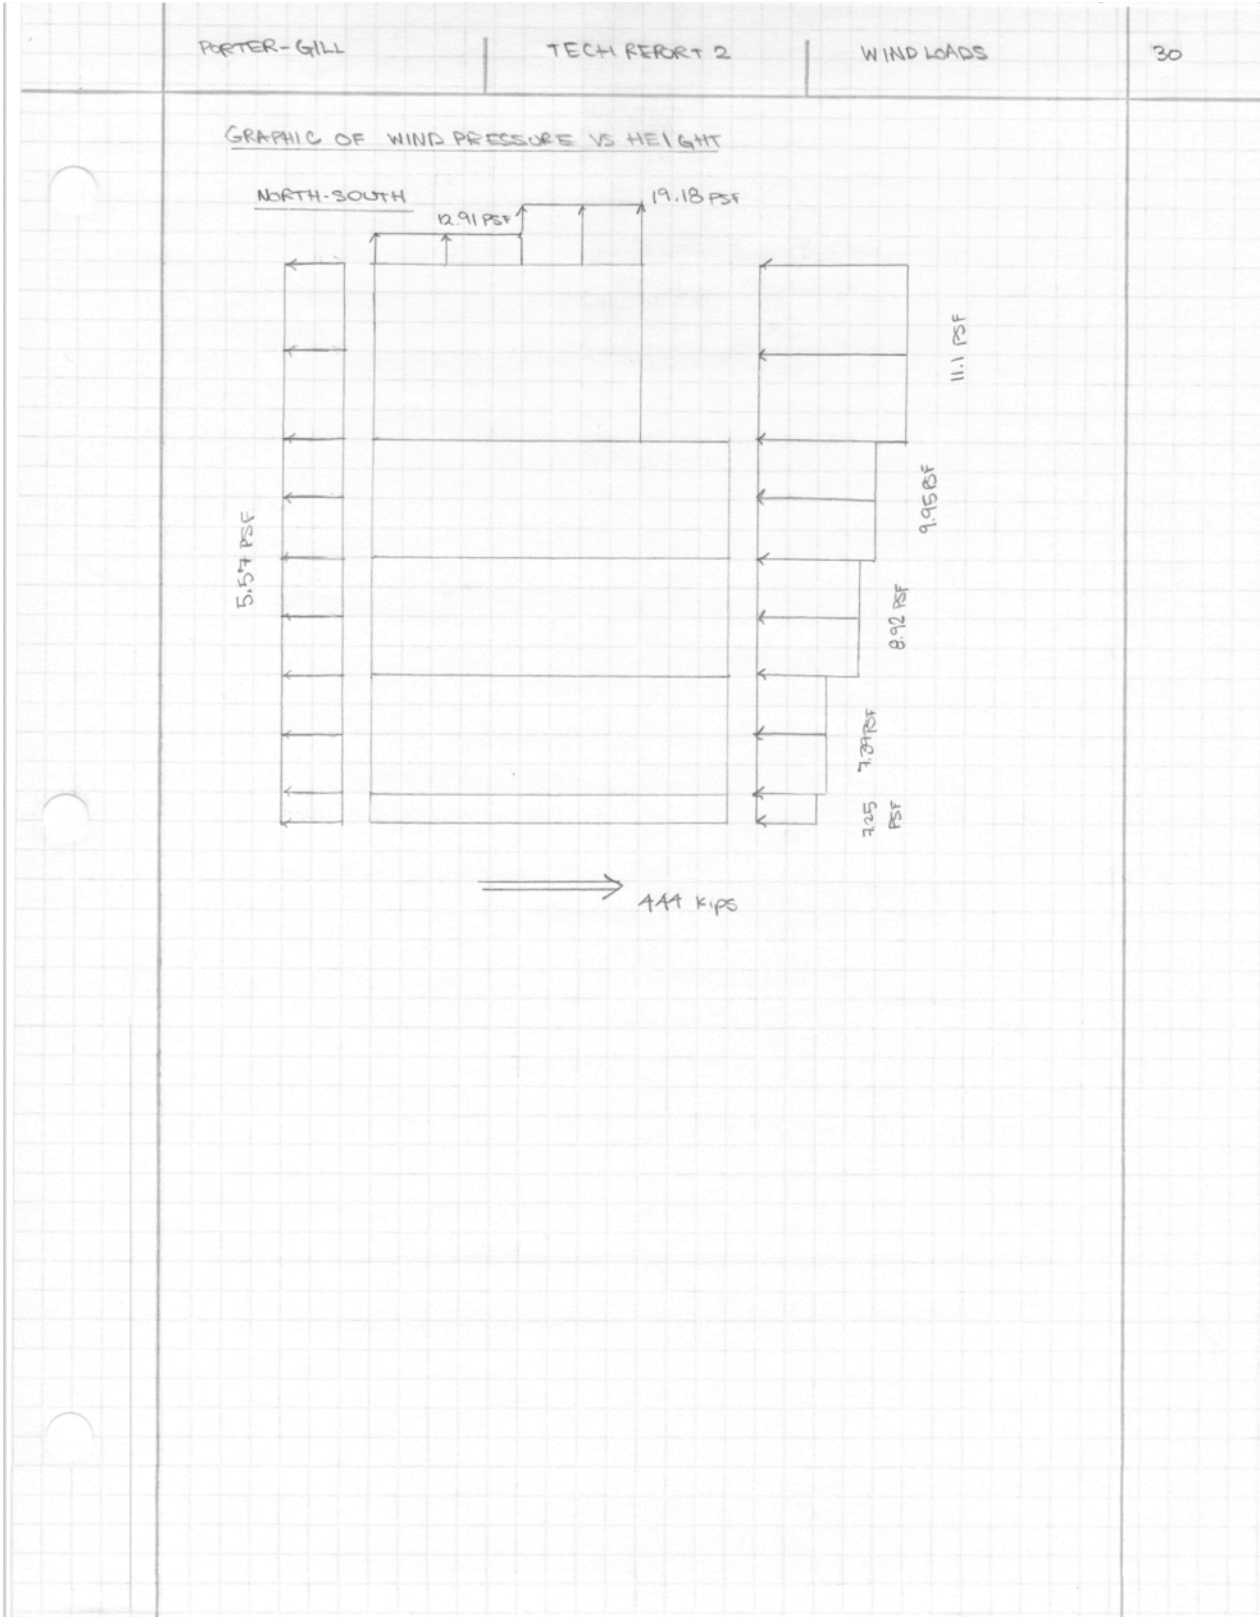 PORTER-GILL TECH REPORT 2 WIND LOADS 30
GRAPHIC OF WIND PRESSURE VS HEIGHT
NORTH-SOUTH
12.91 PSF
19.18 PSF
11.1 PSF
9.95 PSF
5.57 PSF
8.92 PSF
7.39 PSF
7.25
PSF
444 Kips